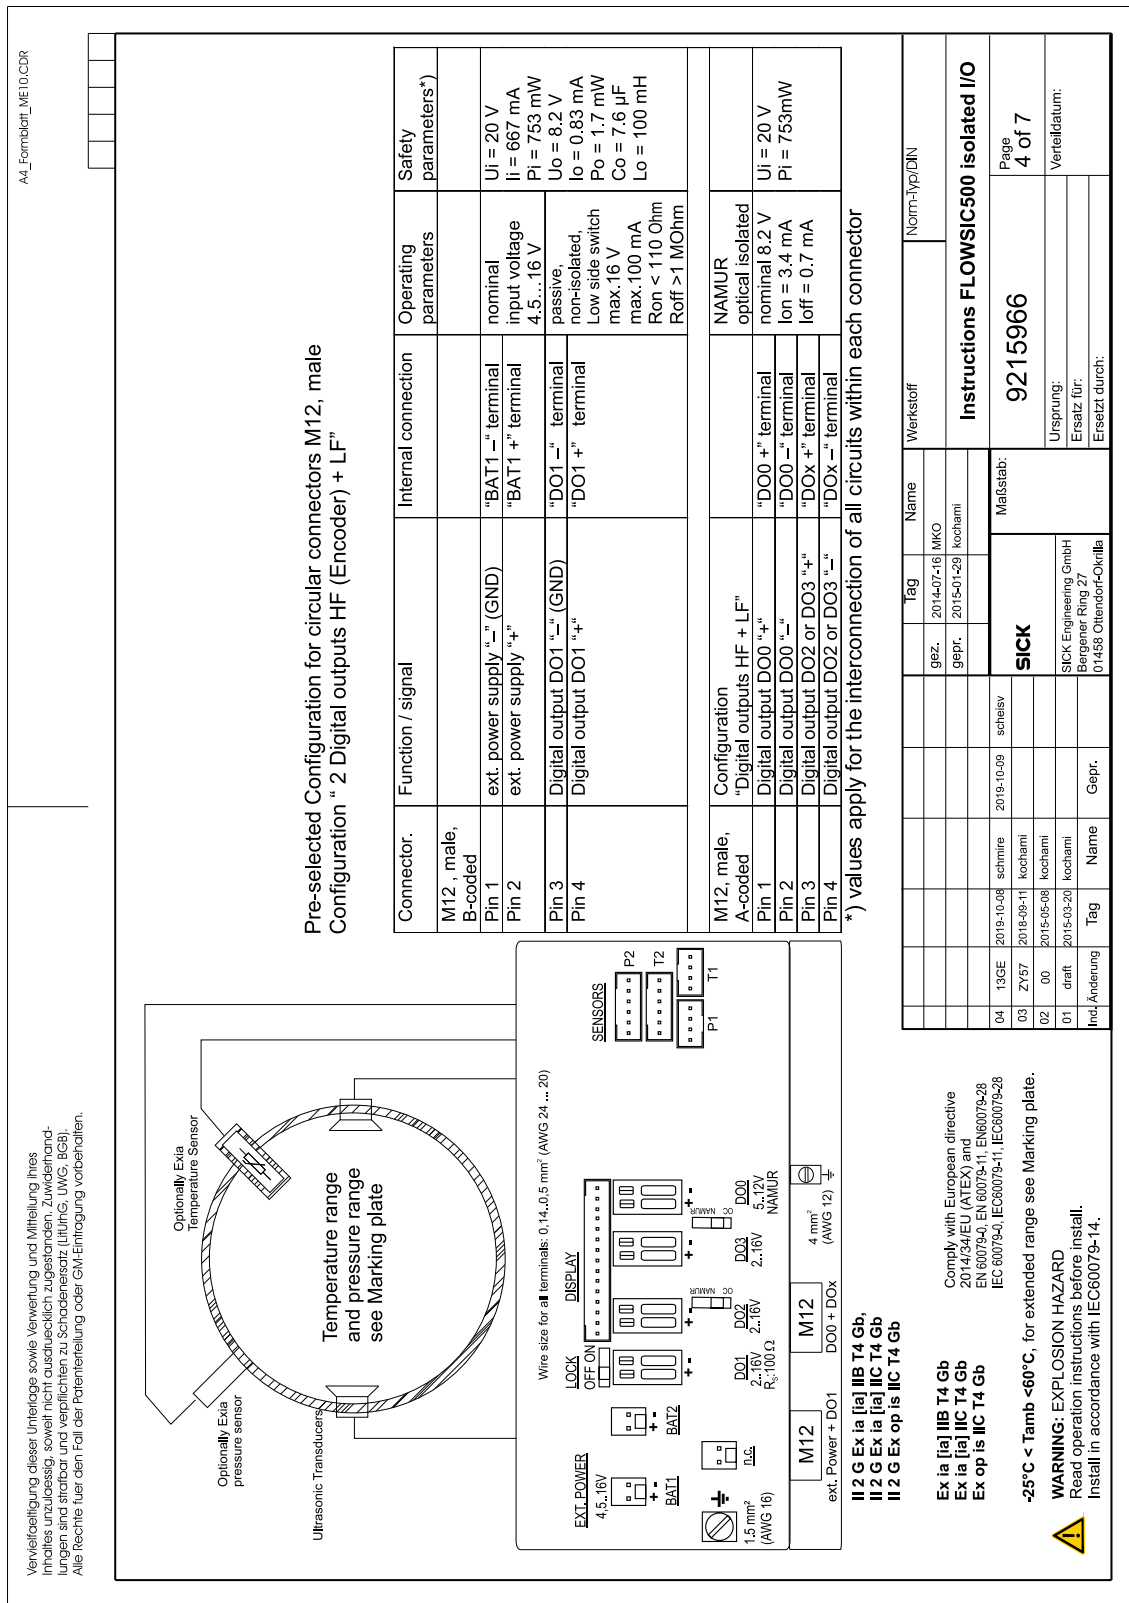 A4_Formblatt_ME10.CDR
Vervielfaeltigung dieser Unterlage sowie Verwertung und Mitteilung ihres
Inhaltes unzulaessig, soweit nicht ausdruecklich zugestanden. Zuwiderhand-
lungen sind strafbar und verpflichten zu Schadenersatz (LitUrhG, UWG, BGB).
Alle Rechte fuer den Fall der Patenterteilung oder GM-Eintragung vorbehalten.
Optionally Exia
pressure sensor
Optionally Exia
Temperature Sensor
Ultrasonic Transducers
Temperature range
and pressure range
see Marking plate
Wire size for all terminals: 0,14..0.5 mm² (AWG 24 ... 20)
EXT. POWER
4,5..16V
+ -
BAT1
+ -
BAT2
LOCK
OFF ON
DISPLAY
SENSORS
P2
T2
P1
T1
+ -
DO1
2..16V
Rs:100Ω
+ -
DO2
2..16V
OC
NAMUR
+ -
DO3
2..16V
OC
NAMUR
+ -
DO0
5..12V
NAMUR
1.5 mm²
(AWG 16)
n.c.
M12
ext. Power + DO1
M12
DO0 + DOx
4 mm²
(AWG 12)
Pre-selected Configuration for circular connectors M12, male
Configuration “ 2 Digital outputs HF (Encoder) + LF”
Connector. Function / signal Internal connection Operating parameters Safety parameters*)
M12 , male,
B-coded
Pin 1 ext. power supply “–” (GND) “BAT1 –“ terminal
Pin 2 ext. power supply “+” “BAT1 +” terminal
nominal
input voltage
4.5...16 V
Pin 3 Digital output DO1 “–“ (GND) “DO1 –“ terminal
Pin 4 Digital output DO1 “+“ “DO1 +” terminal
passive,
non-isolated,
Low side switch
max.16 V
max.100 mA
Ron < 110 Ohm
Roff >1 MOhm
Ui = 20 V
Ii = 667 mA
Pi = 753 mW
Uo = 8.2 V
Io = 0.83 mA
Po = 1.7 mW
Co = 7.6 µF
Lo = 100 mH
M12, male,
A-coded
Configuration
“Digital outputs HF + LF”
Pin 1 Digital output DO0 “+“ “DO0 +” terminal
Pin 2 Digital output DO0 “–“ “DO0 –“ terminal
Pin 3 Digital output DO2 or DO3 “+“ “DOx +” terminal
Pin 4 Digital output DO2 or DO3 “–“ “DOx –“ terminal
NAMUR
optical isolated
nominal 8.2 V
Ion = 3.4 mA
Ioff = 0.7 mA
Ui = 20 V
Pi = 753mW
*) values apply for the interconnection of all circuits within each connector
II 2 G Ex ia [ia] IIB T4 Gb,
II 2 G Ex ia [ia] IIC T4 Gb
II 2 G Ex op is IIC T4 Gb
Ex ia [ia] IIB T4 Gb
Ex ia [ia] IIC T4 Gb
Ex op is IIC T4 Gb
Comply with European directive
2014/34/EU (ATEX) and
EN 60079-0, EN 60079-11, EN60079-28
IEC 60079-0, IEC60079-11, IEC60079-28
-25°C < Tamb <60°C, for extended range see Marking plate.
WARNING: EXPLOSION HAZARD
Read operation instructions before install.
Install in accordance with IEC60079-14.
04 13GE 2019-10-08 schmire 2019-10-09 scheisv
03 ZY57 2018-09-11 kochami
02 00 2015-05-08 kochami
01 draft 2015-03-20 kochami
Ind. Änderung Tag Name Gepr.
Tag Name
gez. 2014-07-16 MKO
gepr. 2015-01-29 kochami
SICK
Maßstab:
SICK Engineering GmbH
Bergener Ring 27
01458 Ottendorf-Okrilla
Werkstoff
Norm-Typ/DIN
Instructions FLOWSIC500 isolated I/O
9215966
Page
4 of 7
Ursprung:
Ersatz für:
Ersetzt durch:
Verteildatum: